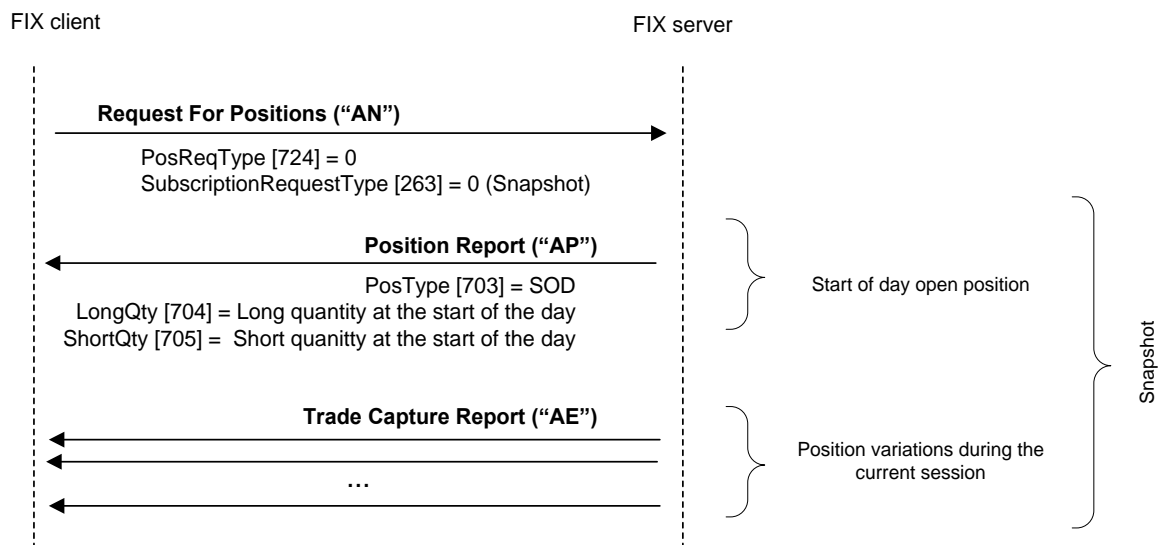 FIX client
FIX server
Request For Positions (“AN”)
PosReqType [724] = 0
SubscriptionRequestType [263] = 0 (Snapshot)
Position Report (“AP”)
PosType [703] = SOD
LongQty [704] = Long quantity at the start of the day
ShortQty [705] =  Short quanitty at the start of the day
Start of day open position
Trade Capture Report (“AE”)
...
Position variations during the
current session
Snapshot